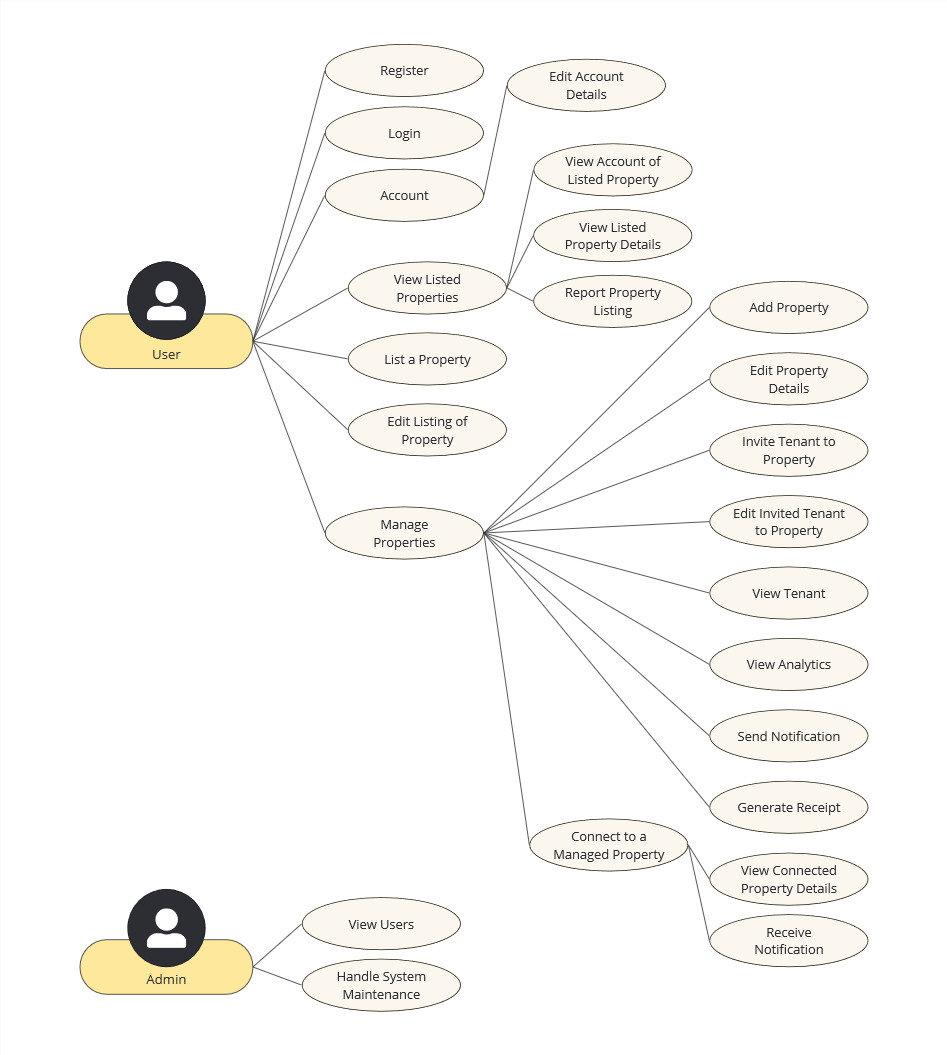 Register
Edit Account
Details
Login
View Account of
Listed Property
Account
View Listed
Property Details
View Listed
Properties
Report Property
Listing
Add Property
User
List a Property
Edit Property
Details
Edit Listing of
Property
Invite Tenant to
Property
Manage
Properties
Edit Invited Tenant
to Property
View Tenant
View Analytics
Send Notification
Generate Receipt
Connect to a
Managed Property
View Connected
Property Details
View Users
Receive
Notification
Admin
Handle System
Maintenance